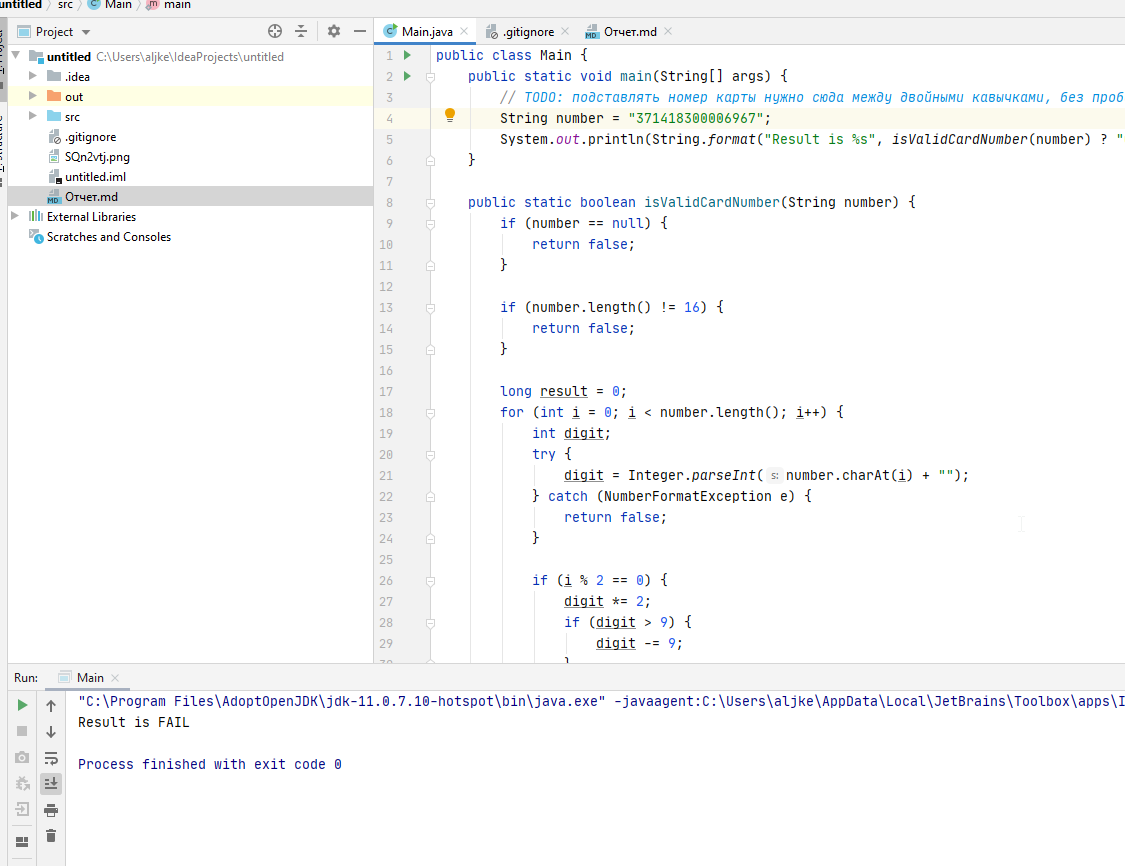 untitled src Main main
Project
untitled C:\Users\aljke\IdeaProjects\untitled
.idea
out
src
.gitignore
SQn2vtj.png
untitled.iml
Отчет.md
External Libraries
Scratches and Consoles
Main.java .gitignore Отчет.md
1 public class Main {
2 public static void main(String[] args) {
3 // TODO: подставлять номер карты нужно сюда между двойными кавычками, без проб
4 String number = "371418300006967";
5 System.out.println(String.format("Result is %s", isValidCardNumber(number) ? "
6 }
7
8 public static boolean isValidCardNumber(String number) {
9 if (number == null) {
10 return false;
11 }
12
13 if (number.length() != 16) {
14 return false;
15 }
16
17 long result = 0;
18 for (int i = 0; i < number.length(); i++) {
19 int digit;
20 try {
21 digit = Integer.parseInt( s: number.charAt(i) + "");
22 } catch (NumberFormatException e) {
23 return false;
24 }
25
26 if (i % 2 == 0) {
27 digit *= 2;
28 if (digit > 9) {
29 digit -= 9;
Run: Main
"C:\Program Files\AdoptOpenJDK\jdk-11.0.7.10-hotspot\bin\java.exe" -javaagent:C:\Users\aljke\AppData\Local\JetBrains\Toolbox\apps\I
Result is FAIL
Process finished with exit code 0